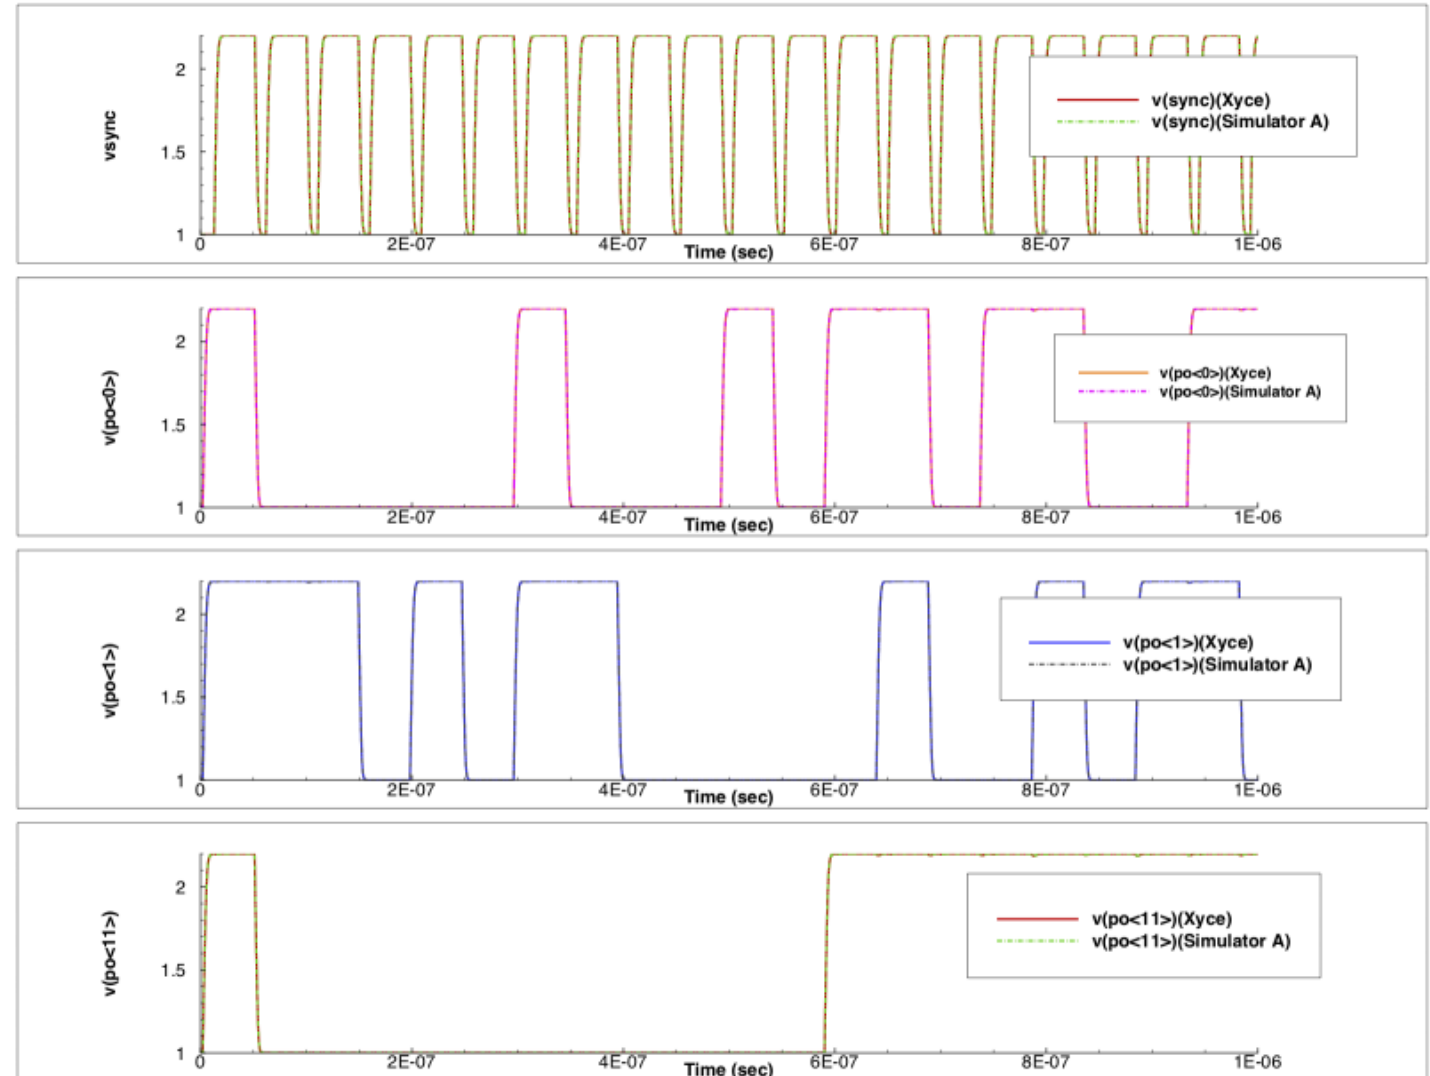 vsync
2
1.5
1
0
2E-07
4E-07
6E-07
8E-07
1E-06
Time (sec)
v(sync)(Xyce)
v(sync)(Simulator A)
v(po<0>)
2
1.5
1
0
2E-07
4E-07
6E-07
8E-07
1E-06
Time (sec)
v(po<0>)(Xyce)
v(po<0>)(Simulator A)
v(po<1>)
2
1.5
1
0
2E-07
4E-07
6E-07
8E-07
1E-06
Time (sec)
v(po<1>)(Xyce)
v(po<1>)(Simulator A)
v(po<11>)
2
1.5
1
0
2E-07
4E-07
6E-07
8E-07
1E-06
Time (sec)
v(po<11>)(Xyce)
v(po<11>)(Simulator A)